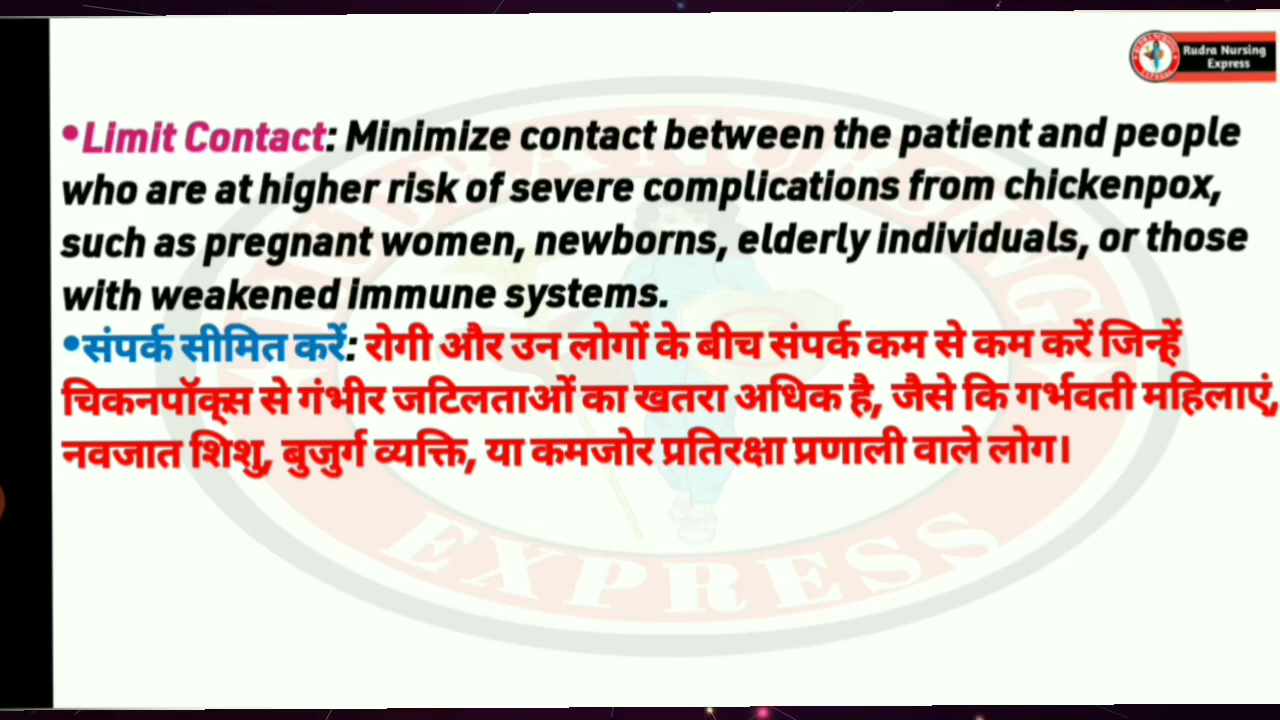 Rudra Nursing
Express
•Limit Contact: Minimize contact between the patient and people
who are at higher risk of severe complications from chickenpox,
such as pregnant women, newborns, elderly individuals, or those
with weakened immune systems.
•संपर्क सीमित करें: रोगी और उन लोगों के बीच संपर्क कम से कम करें जिन्हें
चिकनपॉक्स से गंभीर जटिलताओं का खतरा अधिक है, जैसे कि गर्भवती महिलाएं,
नवजात शिशु, बुजुर्ग व्यक्ति, या कमजोर प्रतिरक्षा प्रणाली वाले लोग।
EXPRESS